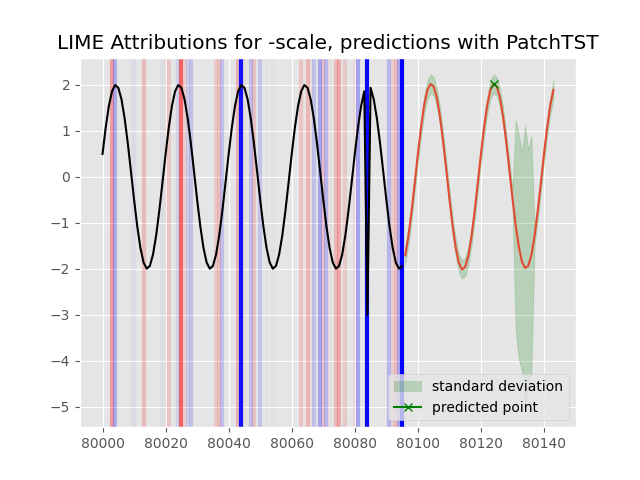 LIME Attributions for -scale, predictions with PatchTST
2
1
0
−1
−2
−3
−4
−5
standard deviation
predicted point
80000 80020 80040 80060 80080 80100 80120 80140